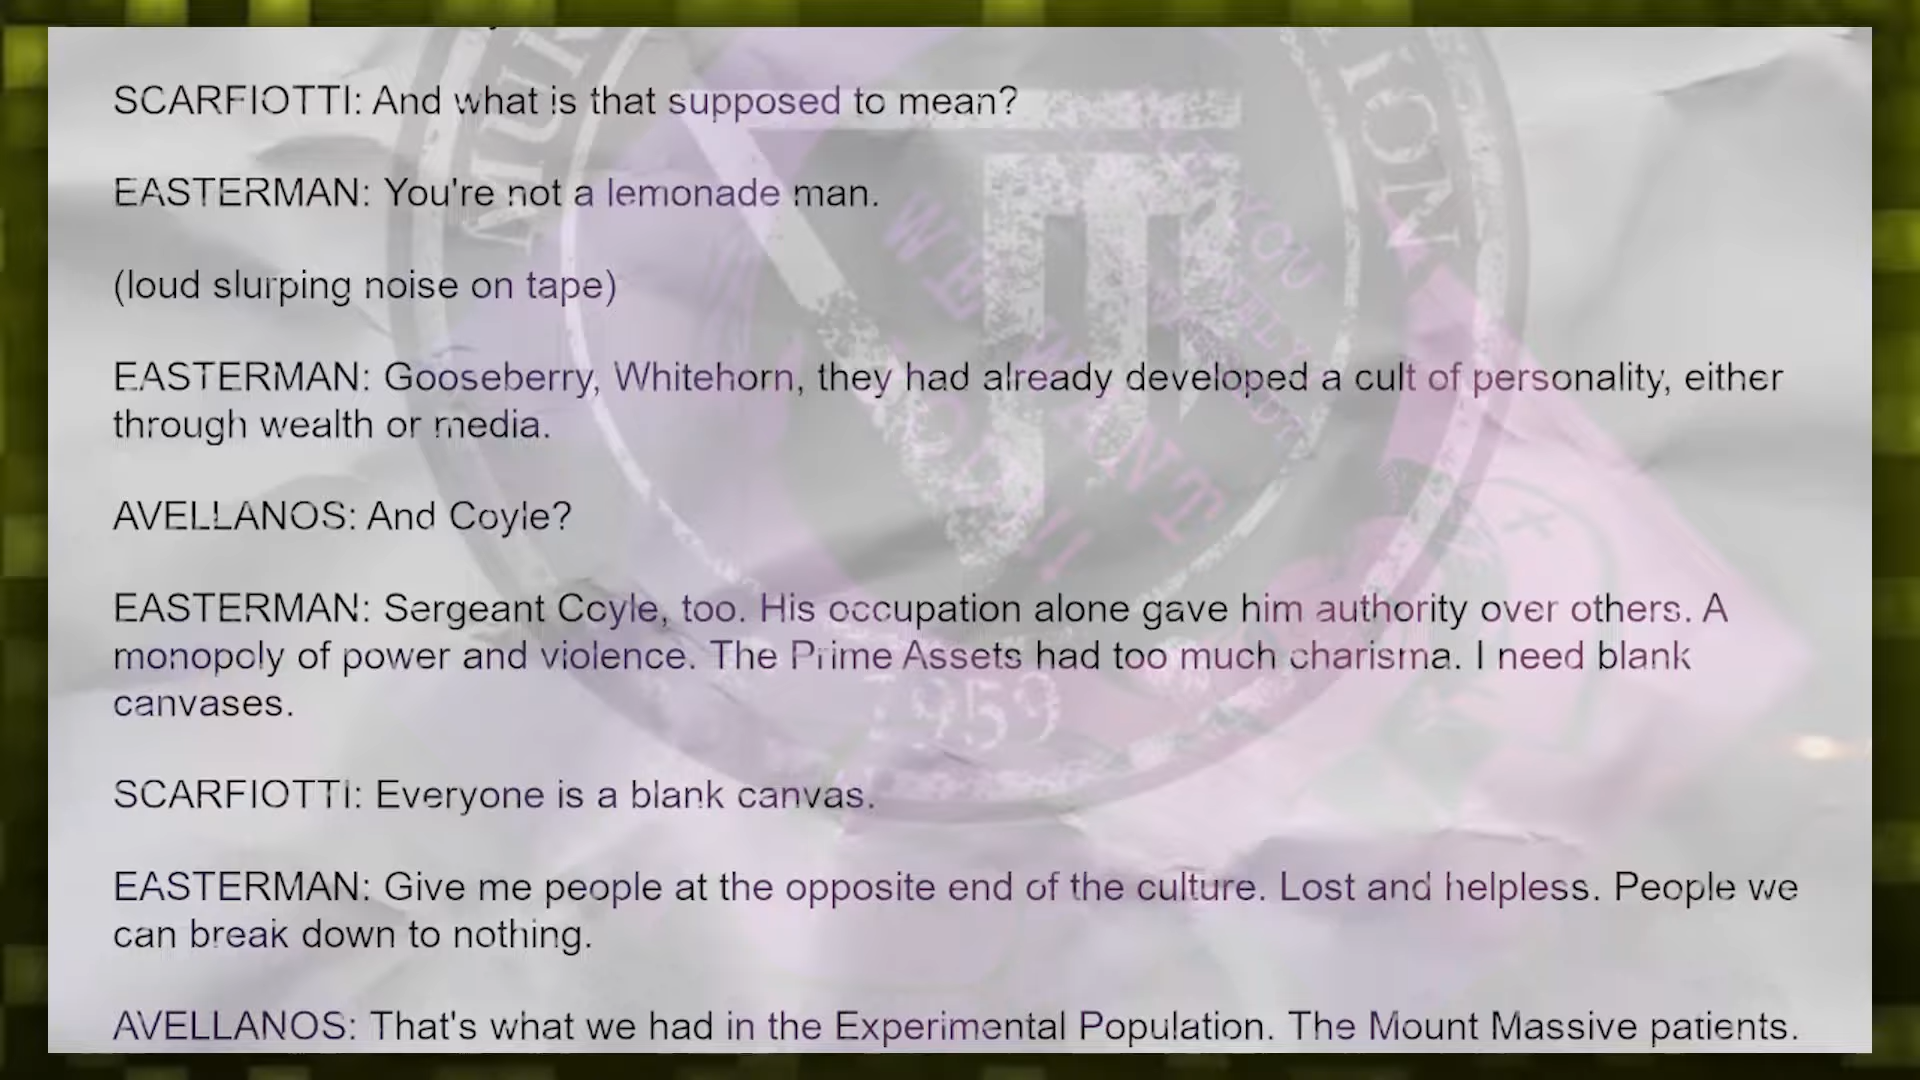 SCARFIOTTI: And what is that supposed to mean?
EASTERMAN: You're not a lemonade man.
(loud slurping noise on tape)
EASTERMAN: Gooseberry, Whitehorn, they had already developed a cult of personality, either
through wealth or media.
AVELLANOS: And Coyle?
EASTERMAN: Sergeant Coyle, too. His occupation alone gave him authority over others. A
monopoly of power and violence. The Prime Assets had too much charisma. I need blank
canvases.
SCARFIOTTI: Everyone is a blank canvas.
EASTERMAN: Give me people at the opposite end of the culture. Lost and helpless. People we
can break down to nothing.
AVELLANOS: That's what we had in the Experimental Population. The Mount Massive patients.
WE WANT
YOU!!
1959